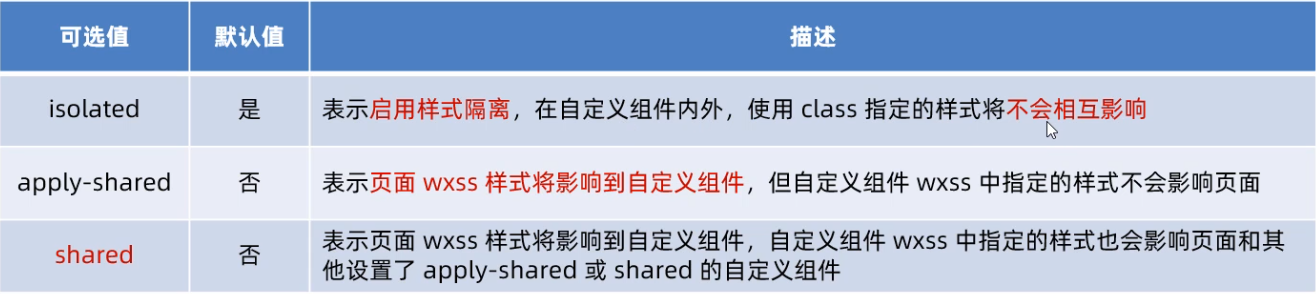 可选值 默认值 描述
isolated 是 表示启用样式隔离，在自定义组件内外，使用 class 指定的样式将不会相互影响
apply-shared 否 表示页面 wxss 样式将影响到自定义组件，但自定义组件 wxss 中指定的样式不会影响页面
shared 否 表示页面 wxss 样式将影响到自定义组件，自定义组件 wxss 中指定的样式也会影响页面和其
他设置了 apply-shared 或 shared 的自定义组件